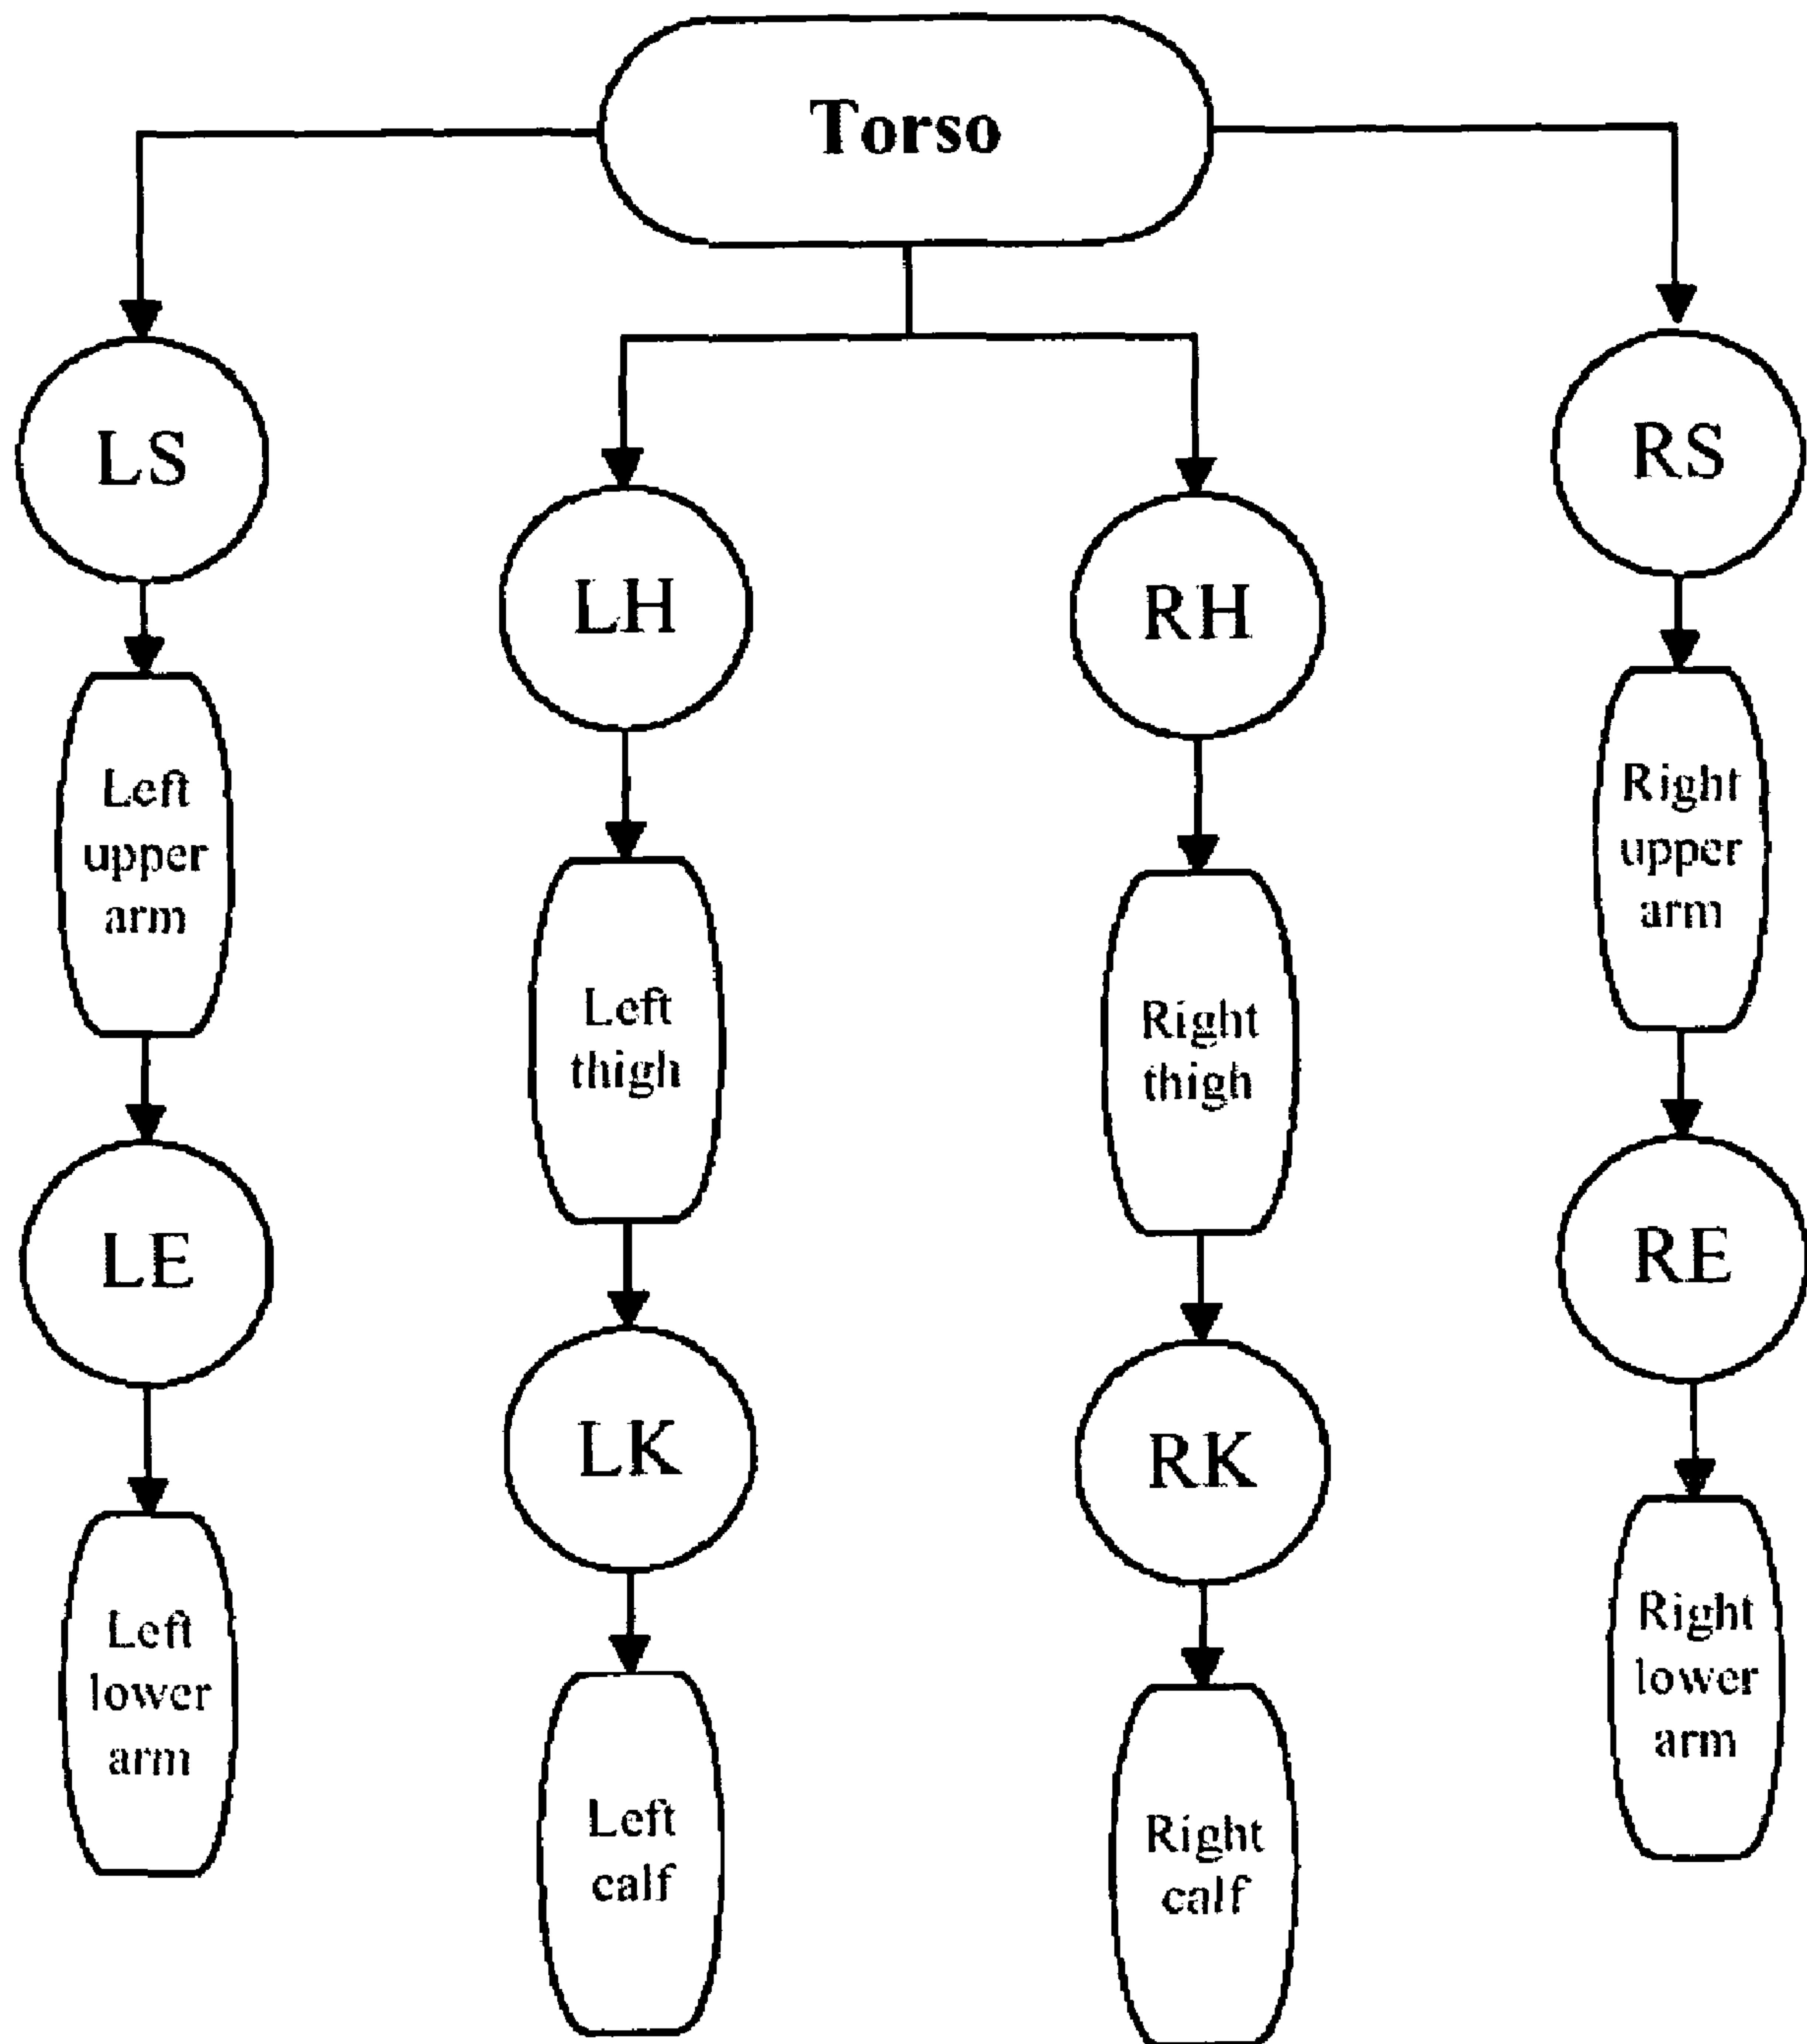 Torso
LS
RS
LH
RH
Left
upper
arm
Right
upper
arm
Left
thigh
Right
thigh
LE
RE
LK
RK
Left
lower
arm
Right
lower
arm
Left
calf
Right
calf